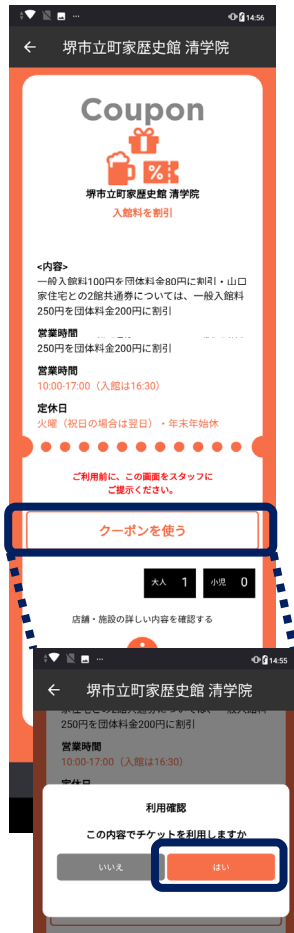 14:56
堺市立町家歴史館 清学院
Coupon
%
堺市立町家歴史館 清学院
入館料を割引
<内容>
一般入館料100円を団体料金80円に割引・山口
家住宅との2館共通券については、一般入館料
250円を団体料金200円に割引
営業時間
250円を団体料金200円に割引
営業時間
10:00-17:00（入館は16:30）
定休日
火曜（祝日の場合は翌日）・年末年始休
ご利用前に、この画面をスタッフに
ご提示ください。
クーポンを使う
大人 1 小児 0
店舗・施設の詳しい内容を確認する
14:55
堺市立町家歴史館 清学院
250円を団体料金200円に割引
営業時間
10:00-17:00（入館は16:30）
定休日
利用確認
この内容でチケットを利用しますか
いいえ はい